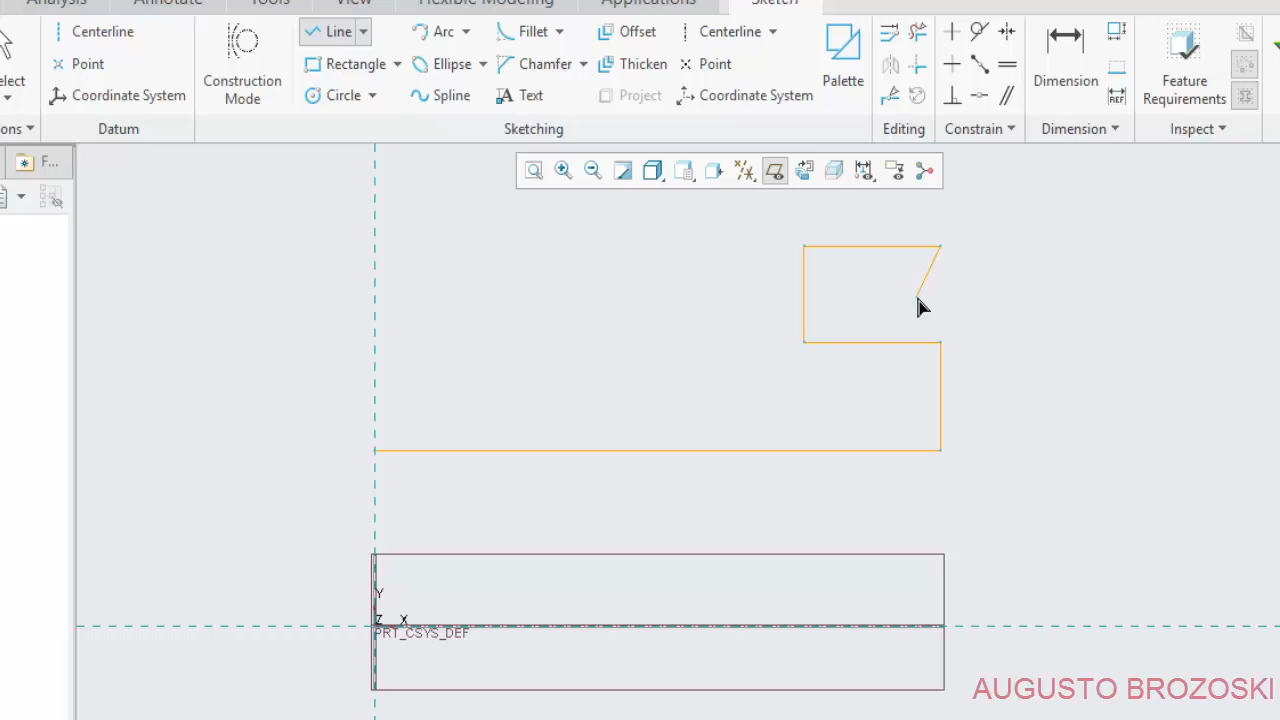 Analysis Annotate Tools View Flexible Modeling Applications Sketch
Centerline Line Arc Fillet Offset Centerline
Point Rectangle Ellipse Chamfer Thicken Point
Coordinate System Circle Spline Text Project Coordinate System
Construction Mode
Palette
Dimension
Feature Requirements
REF
Datum Sketching Editing Constrain Dimension Inspect
F...
Y
Z X
PRT_CSYS_DEF
AUGUSTO BROZOSKI